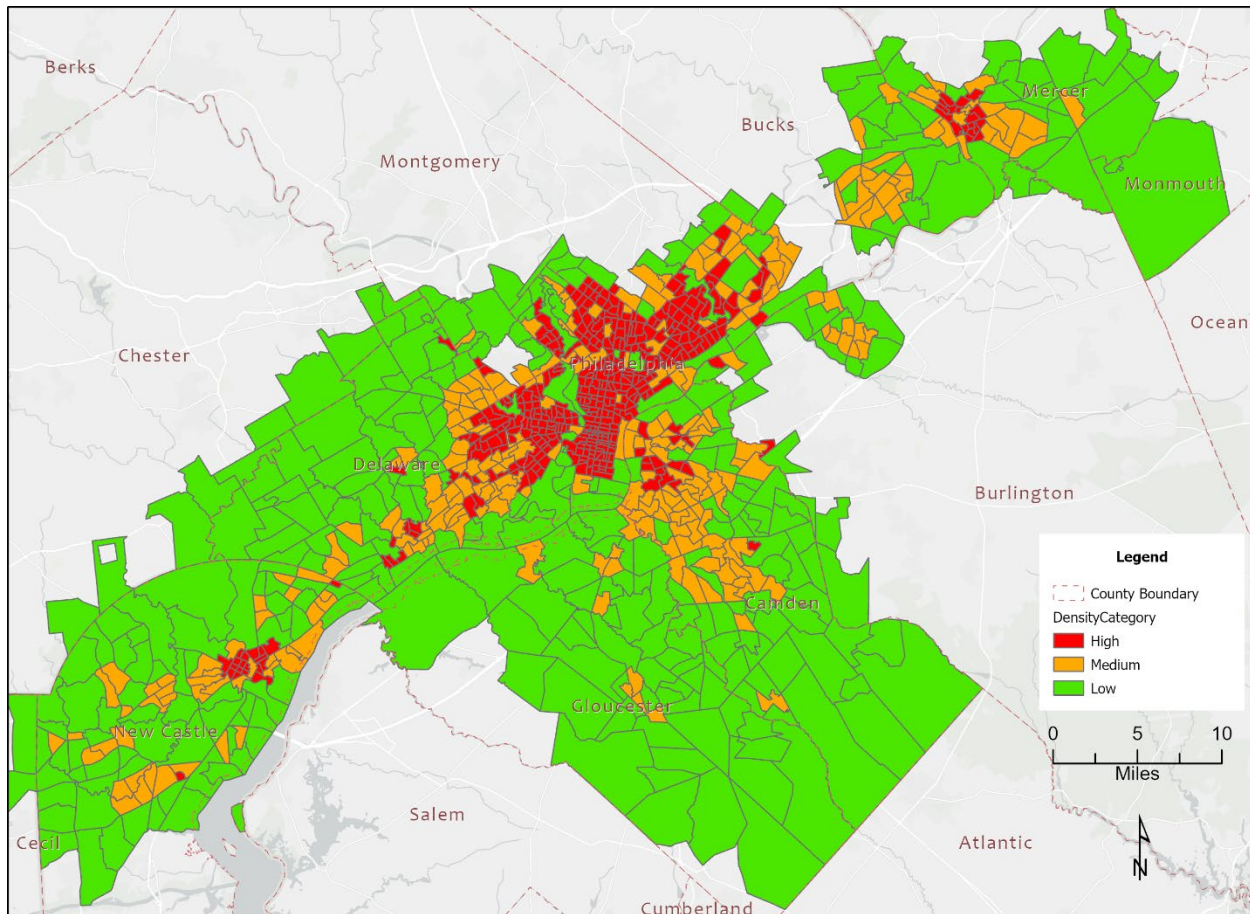 Berks
Mercer
Bucks
Montgomery
Monmouth
Ocean
Chester
Philadelphia
Delaware
Burlington
Camden
Gloucester
New Castle
Salem
Cecil
Atlantic
Cumberland
Legend
County Boundary
DensityCategory
High
Medium
Low
0 5 10
Miles
N